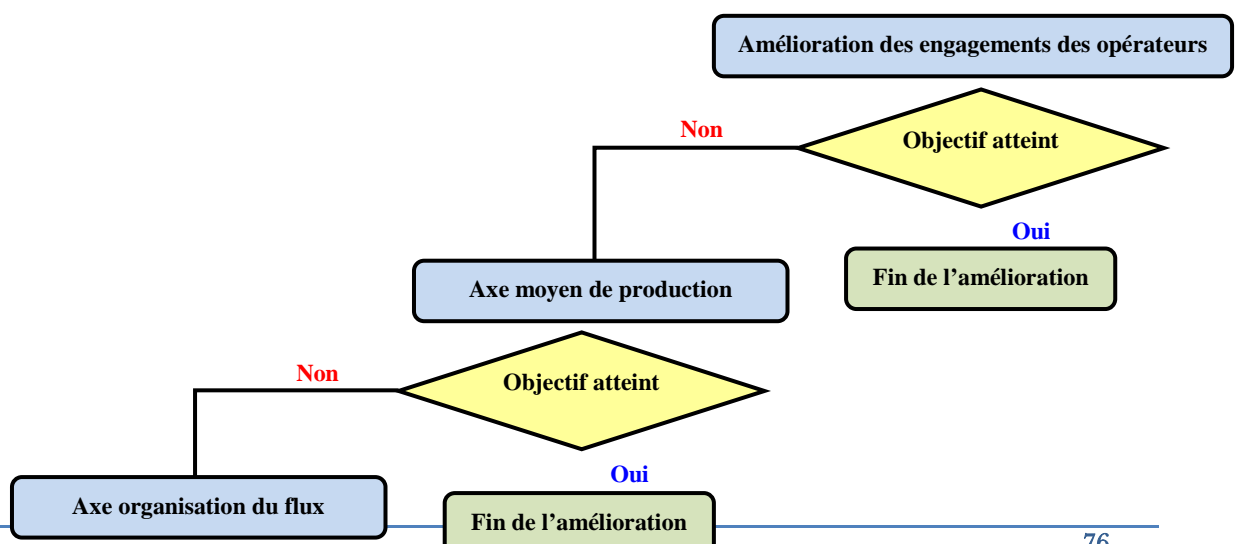 Amélioration des engagements des opérateurs
Non
Objectif atteint
Oui
Fin de l’amélioration
Axe moyen de production
Non
Objectif atteint
Oui
Axe organisation du flux
Fin de l’amélioration
76